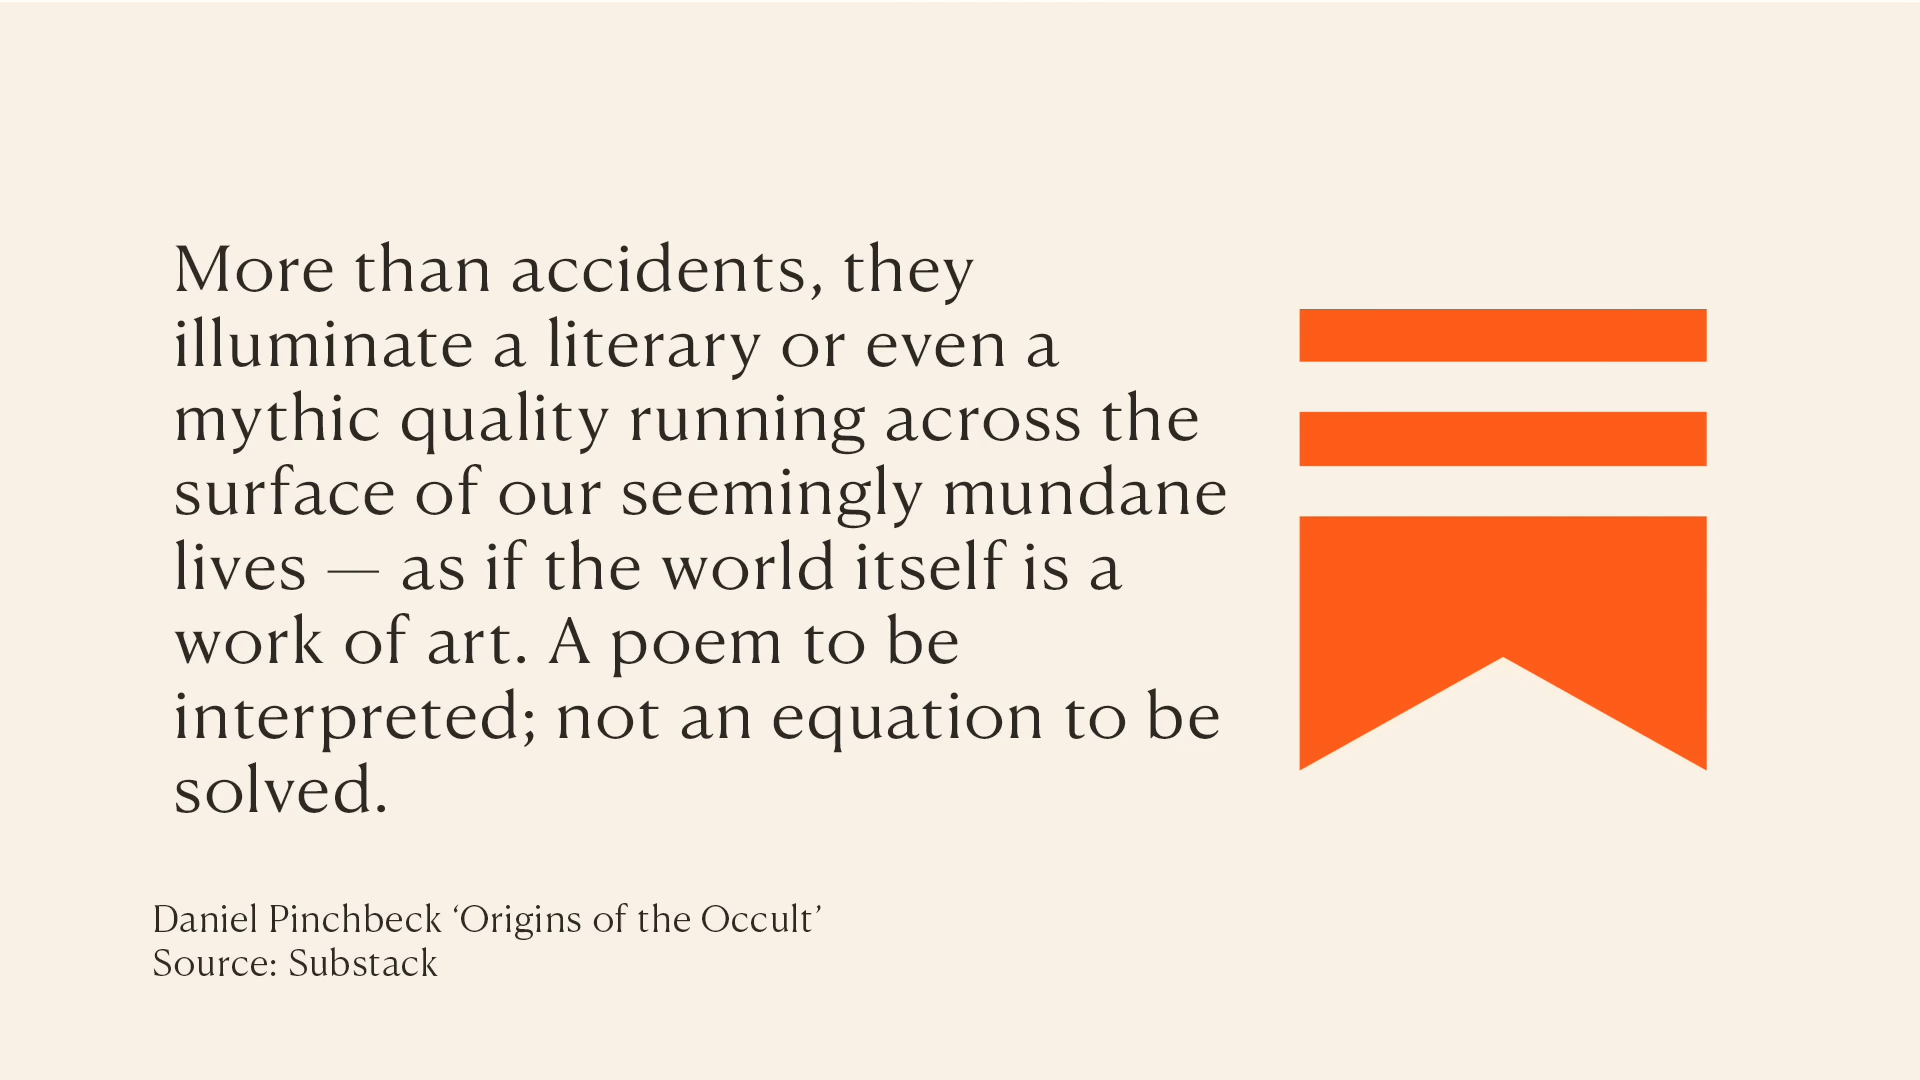 More than accidents, they
illuminate a literary or even a
mythic quality running across the
surface of our seemingly mundane
lives — as if the world itself is a
work of art. A poem to be
interpreted; not an equation to be
solved.
Daniel Pinchbeck ‘Origins of the Occult’
Source: Substack